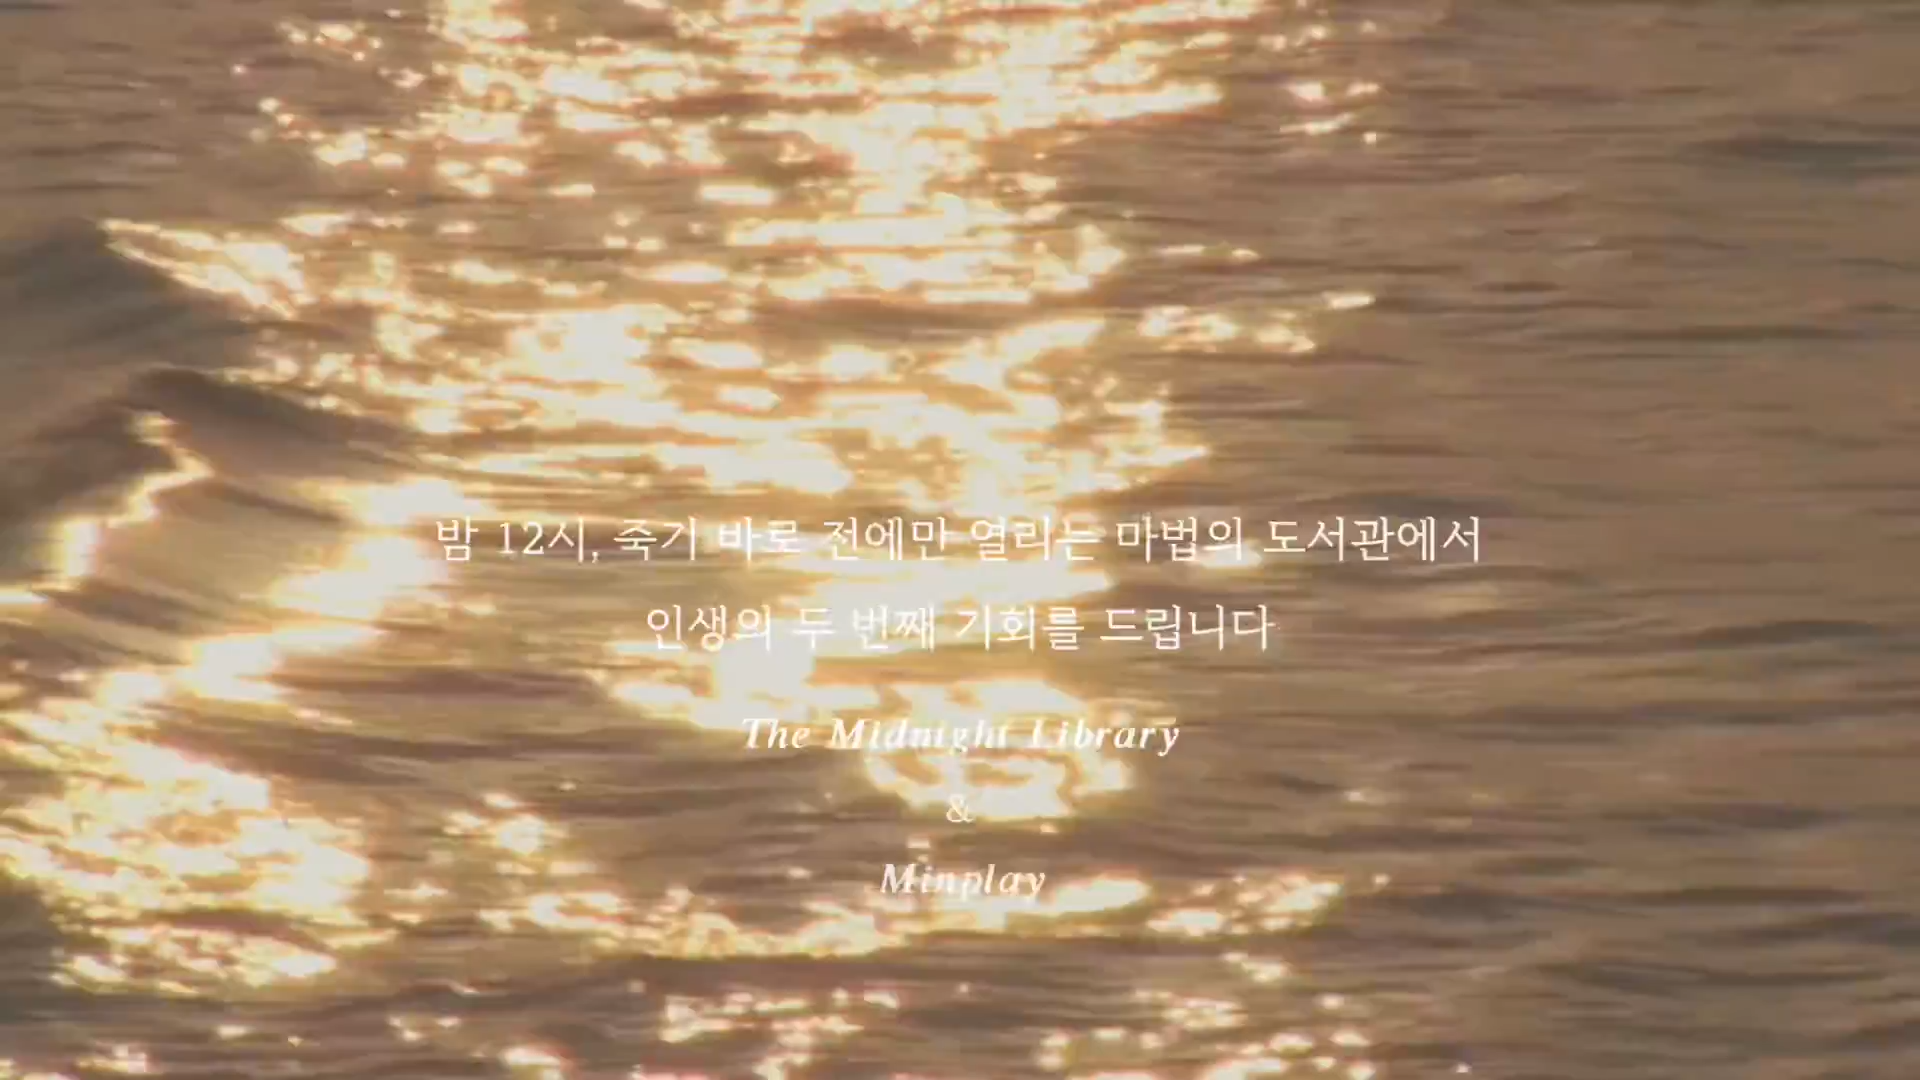 밤 12시, 죽기 바로 전에만 열리는 마법의 도서관에서
인생의 두 번째 기회를 드립니다
The Midnight Library
&
Minplay